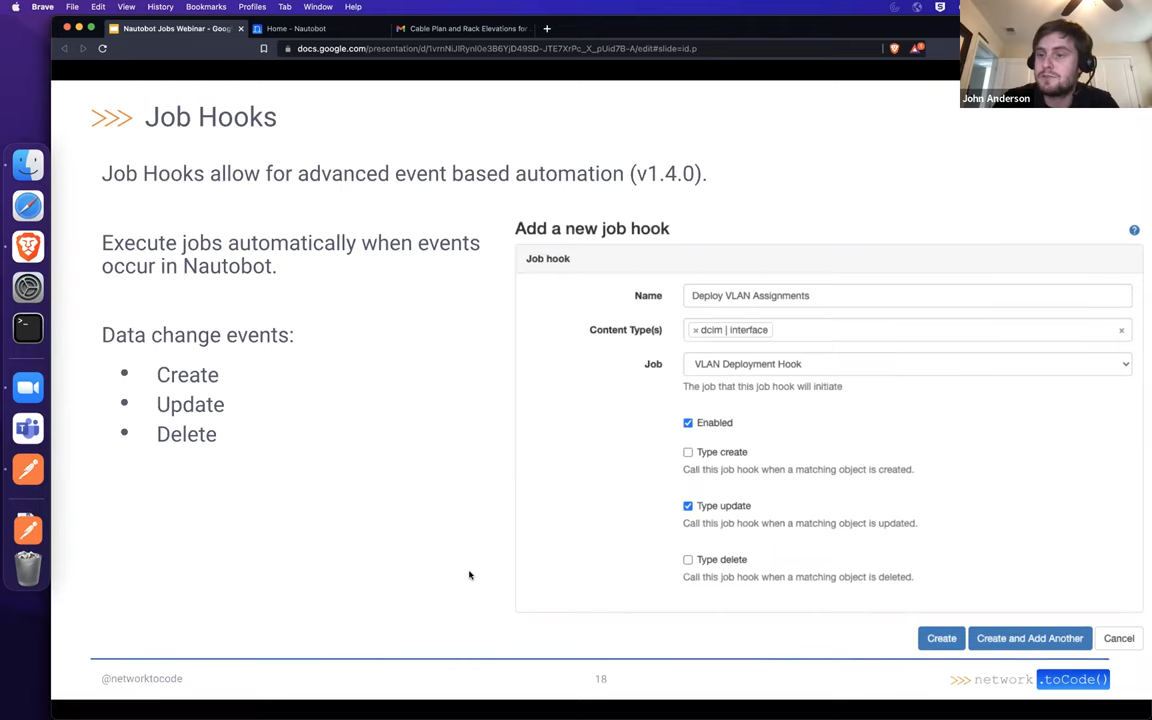 Brave File Edit View History Bookmarks Profiles Tab Window Help
Nautobot Jobs Webinar - Goog
Home - Nautobot
Cable Plan and Rack Elevations for
docs.google.com/presentation/d/1vrnNiJlRynl0e3B6YjD49SD-JTE7XrPc_X_pUid7B-A/edit#slide=id.p
John Anderson
>>> Job Hooks
Job Hooks allow for advanced event based automation (v1.4.0).
Execute jobs automatically when events
occur in Nautobot.
Data change events:
• Create
• Update
• Delete
Add a new job hook
Job hook
Name Deploy VLAN Assignments
Content Type(s) × dcim | interface ×
Job VLAN Deployment Hook
The job that this job hook will initiate
Enabled
Type create
Call this job hook when a matching object is created.
Type update
Call this job hook when a matching object is updated.
Type delete
Call this job hook when a matching object is deleted.
Create Create and Add Another Cancel
@networktocode 18 >>> network .toCode()